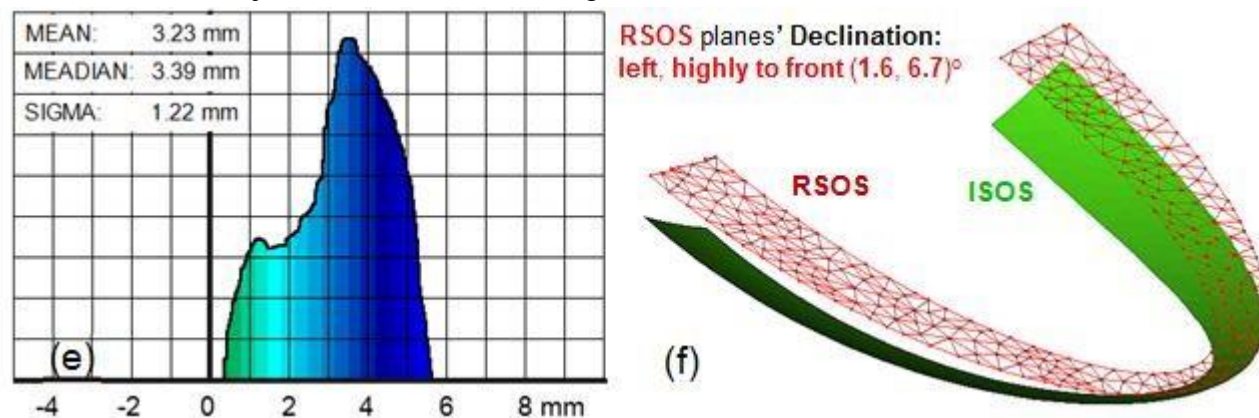 MEAN: 3.23 mm
MEADIAN: 3.39 mm
SIGMA: 1.22 mm
(e)
-4 -2 0 2 4 6 8 mm
RSOS planes’ Declination:
left, highly to front (1.6, 6.7)°
RSOS ISOS
(f)